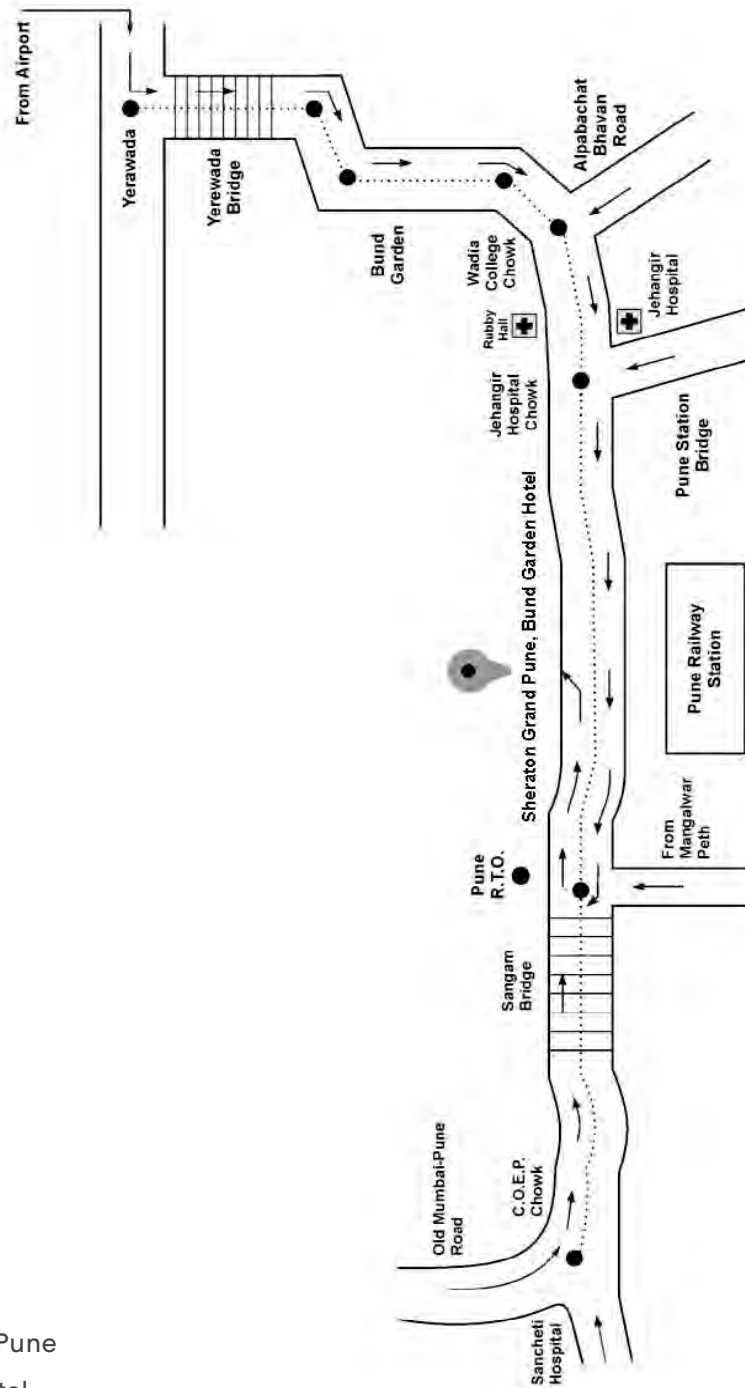 From Airport
Yerawada
Yerewada
Bridge
Bund
Garden
Alpabachat
Bhavan
Road
Wadia
College
Chowk
Rubby
Hall
Jehangir
Hospital
Jehangir
Hospital
Chowk
Pune Station
Bridge
Sheraton Grand Pune, Bund Garden Hotel
Pune Railway
Station
Pune
R.T.O.
From
Mangalwar
Peth
Sangam
Bridge
Old Mumbai-Pune
Road
C.O.E.P.
Chowk
Sancheti
Hospital
Pune